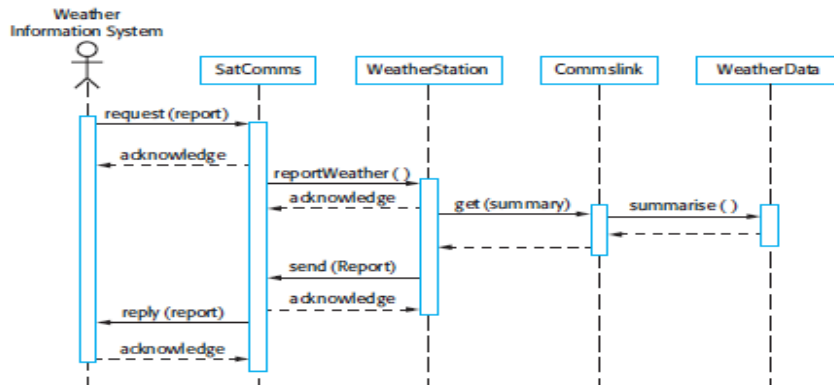 Weather
Information System
SatComms
WeatherStation
Commslink
WeatherData
request (report)
acknowledge
reportWeather ( )
acknowledge
get (summary)
summarise ( )
send (Report)
acknowledge
reply (report)
acknowledge